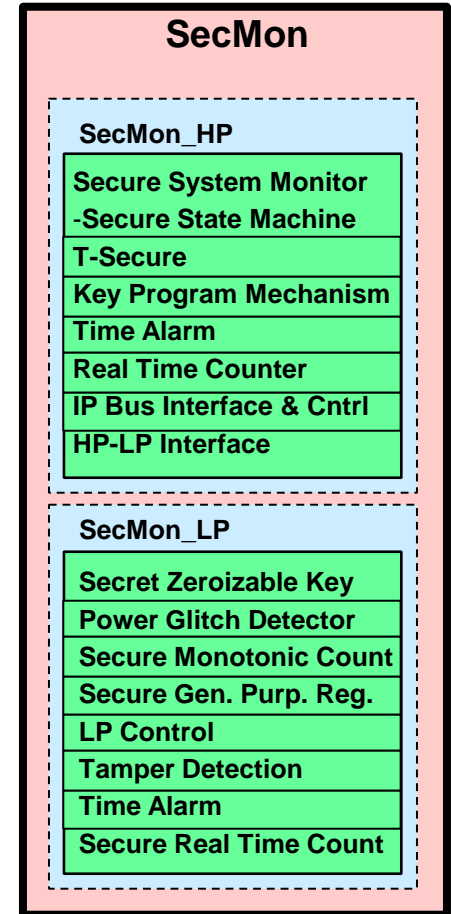 SecMon
SecMon_HP
Secure System Monitor
-Secure State Machine
T-Secure
Key Program Mechanism
Time Alarm
Real Time Counter
IP Bus Interface & Cntrl
HP-LP Interface
SecMon_LP
Secret Zeroizable Key
Power Glitch Detector
Secure Monotonic Count
Secure Gen. Purp. Reg.
LP Control
Tamper Detection
Time Alarm
Secure Real Time Count